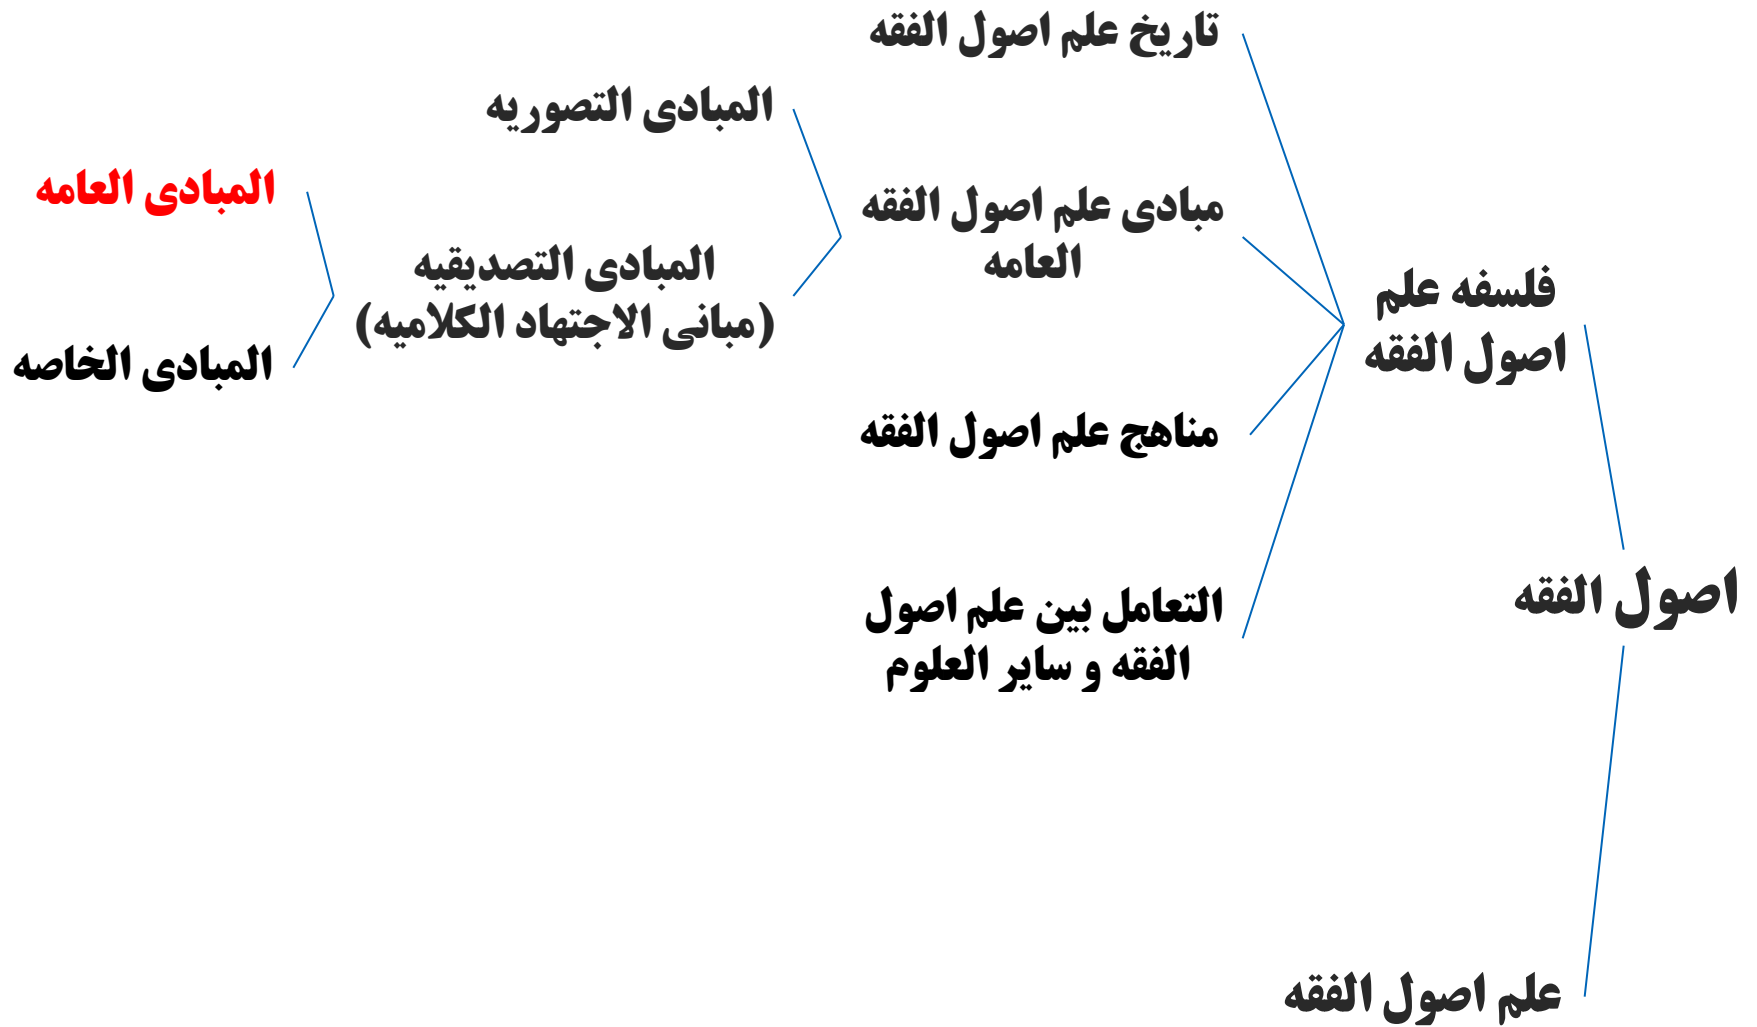 تاریخ علم اصول الفقه
المبادی التصوریه
المبادی العامه
مبادی علم اصول الفقه
العامه
المبادی التصدیقیه
(مبانی الاجتهاد الکلامیه)
فلسفه علم
اصول الفقه
المبادی الخاصه
مناهج علم اصول الفقه
اصول الفقه
التعامل بین علم اصول
الفقه و سایر العلوم
علم اصول الفقه